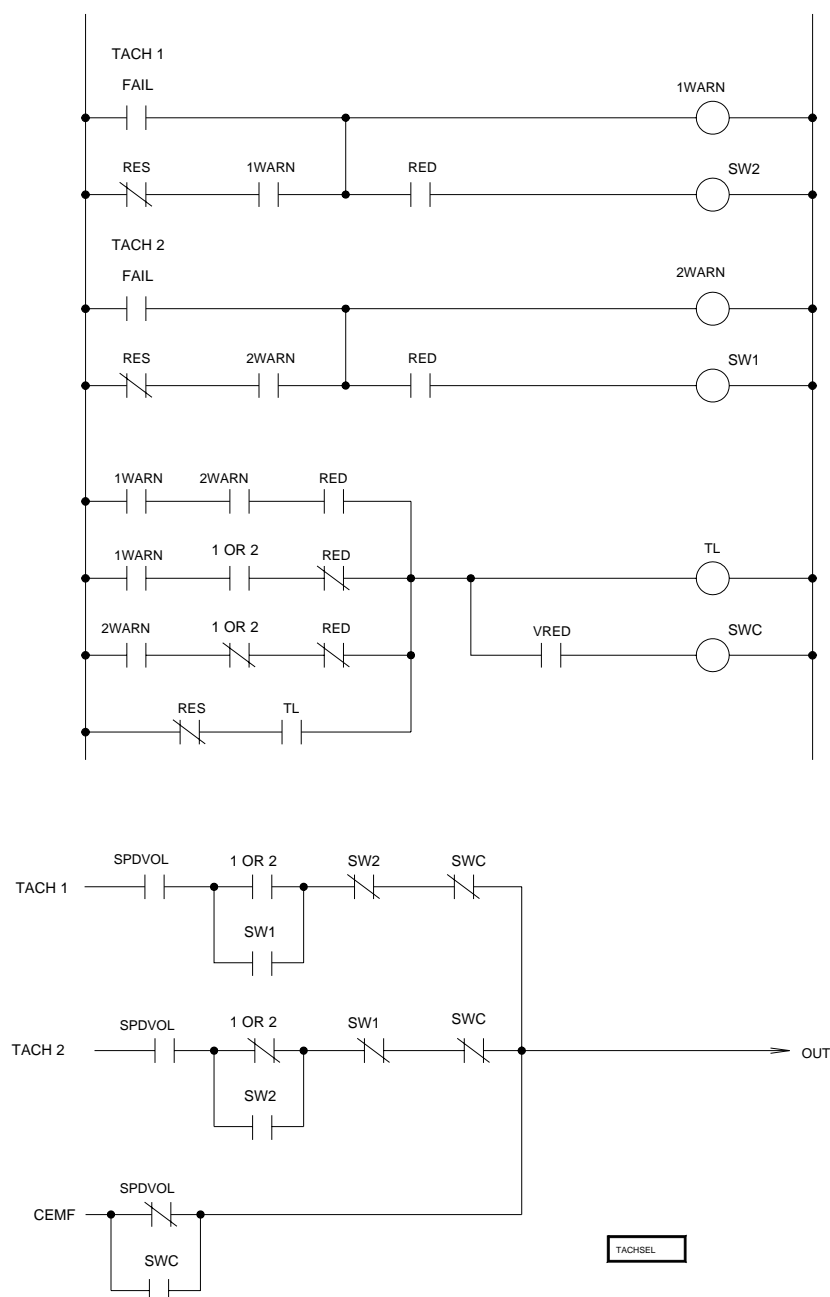 TACH 1
FAIL
1WARN
RES 1WARN RED SW2
TACH 2
FAIL
2WARN
RES 2WARN RED SW1
1WARN 2WARN RED
1WARN 1 OR 2 RED TL
2WARN 1 OR 2 RED VRED SWC
RES TL
SPDVOL 1 OR 2 SW2 SWC
TACH 1
SW1
SPDVOL 1 OR 2 SW1 SWC
TACH 2 OUT
SW2
SPDVOL
CEMF
SWC
TACHSEL